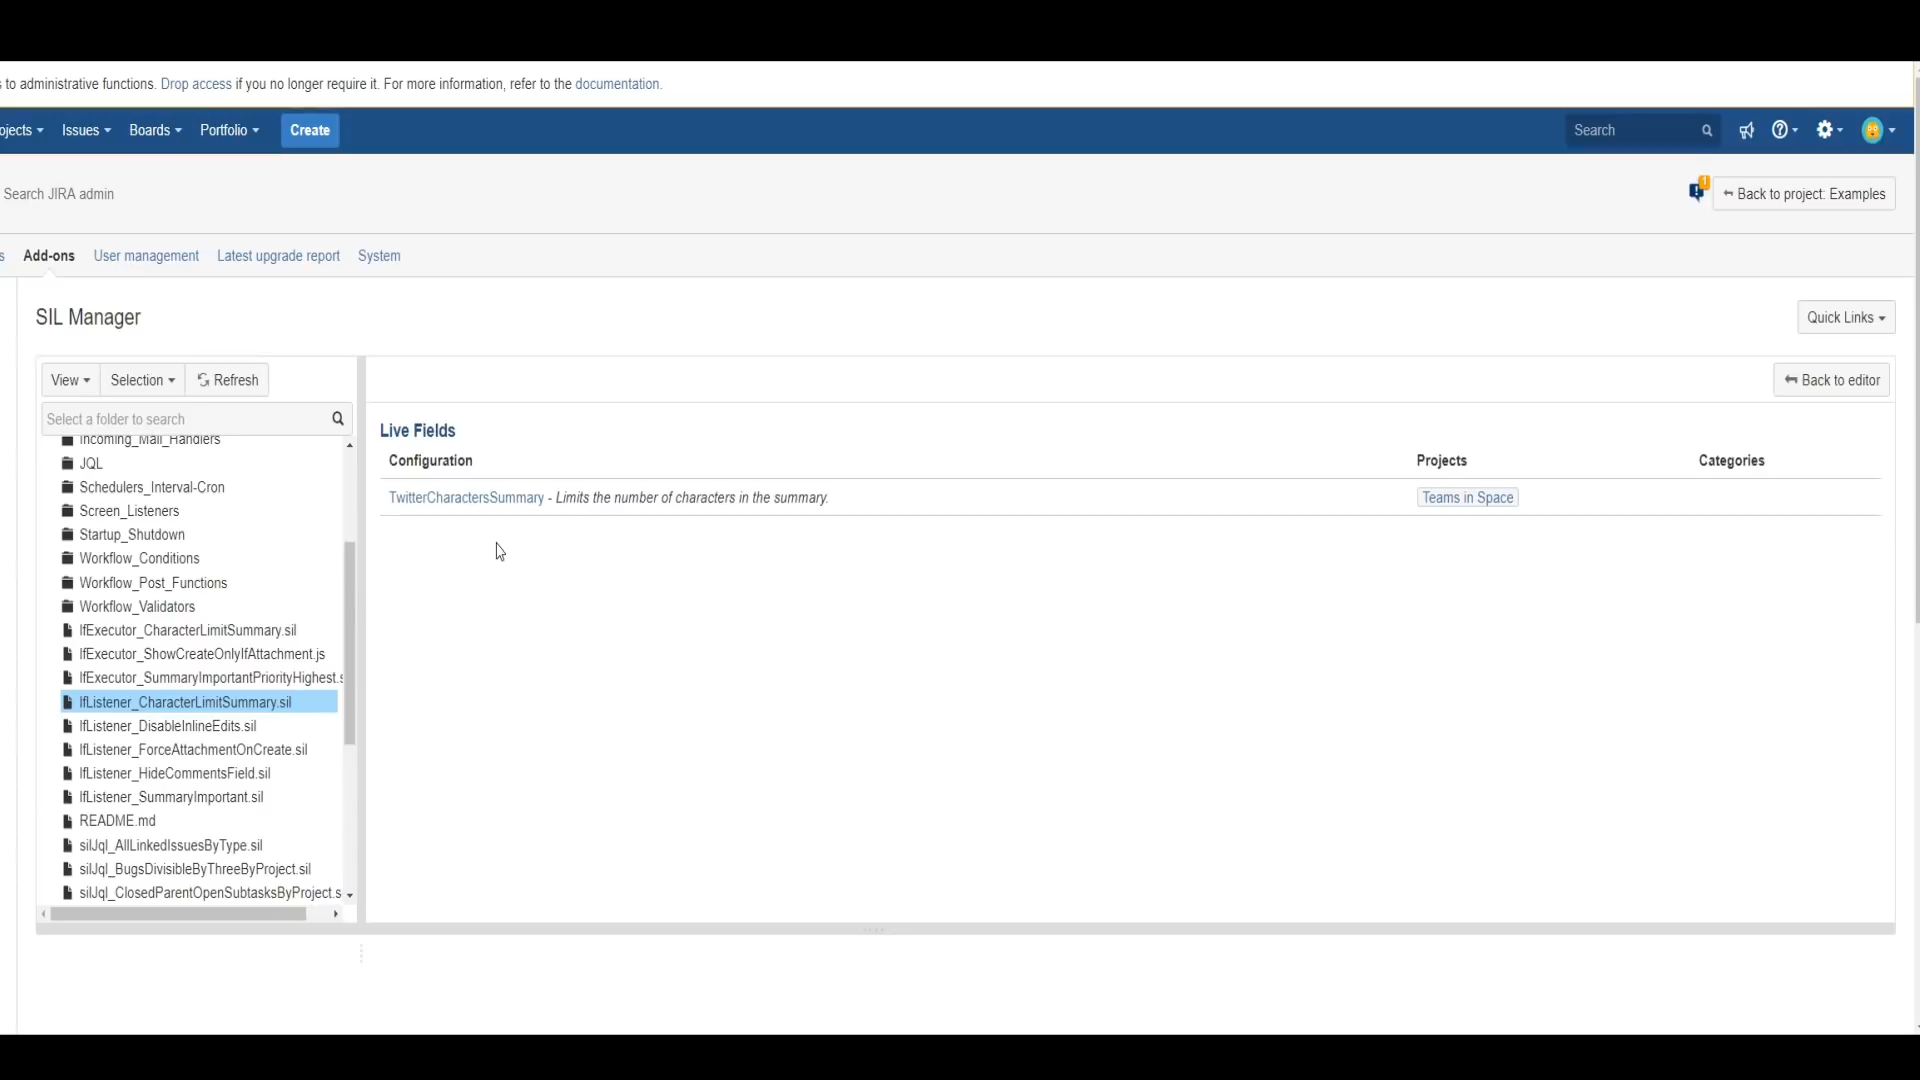 to administrative functions. Drop access if you no longer require it. For more information, refer to the documentation.
ojects Issues Boards Portfolio Create Search
Search JIRA admin
1
Back to project: Examples
s Add-ons User management Latest upgrade report System
SIL Manager
Quick Links
View Selection Refresh
Back to editor
Select a folder to search
Live Fields
Incoming_Mail_Handlers
Configuration Projects Categories
JQL
Schedulers_Interval-Cron
TwitterCharactersSummary - Limits the number of characters in the summary. Teams in Space
Screen_Listeners
Startup_Shutdown
Workflow_Conditions
Workflow_Post_Functions
Workflow_Validators
lfExecutor_CharacterLimitSummary.sil
lfExecutor_ShowCreateOnlyIfAttachment.js
lfExecutor_SummaryImportantPriorityHighest.s
lfListener_CharacterLimitSummary.sil
lfListener_DisableInlineEdits.sil
lfListener_ForceAttachmentOnCreate.sil
lfListener_HideCommentsField.sil
lfListener_SummaryImportant.sil
README.md
silJql_AllLinkedIssuesByType.sil
silJql_BugsDivisibleByThreeByProject.sil
silJql_ClosedParentOpenSubtasksByProject.s